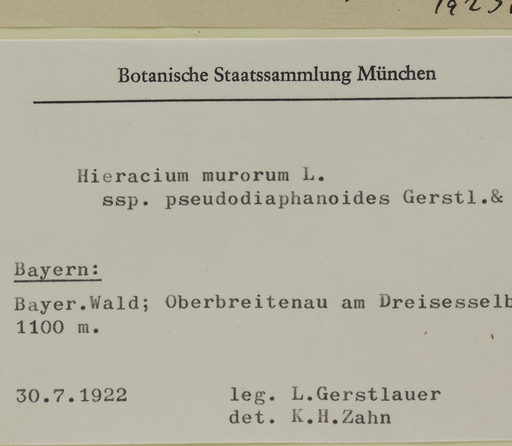 Botanische Staatssammlung München
Hieracium murorum L.
ssp. pseudodiaphanoides Gerstl.&
Bayern:
Bayer.Wald; Oberbreitenau am Dreisesselb
1100 m.
30.7.1922 leg. L.Gerstlauer
det. K.H.Zahn